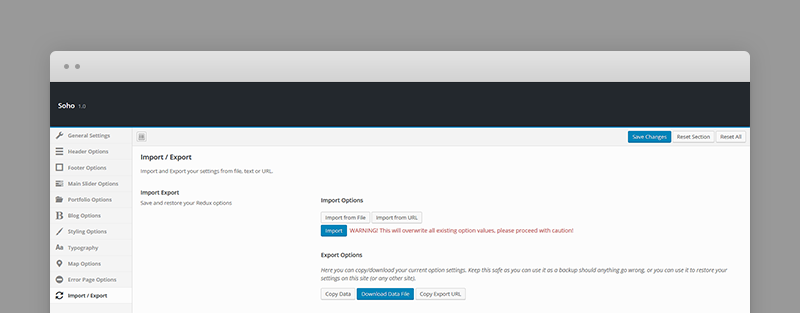 Soho 1.0
General Settings
Header Options
Footer Options
Main Slider Options
Portfolio Options
Blog Options
Styling Options
Typography
Map Options
Error Page Options
Import / Export
Save Changes Reset Section Reset All
Import / Export
Import and Export your settings from file, text or URL.
Import Export
Save and restore your Redux options
Import Options
Import from File Import from URL
Import WARNING! This will overwrite all existing option values, please proceed with caution!
Export Options
Here you can copy/download your current option settings. Keep this safe as you can use it as a backup should anything go wrong, or you can use it to restore your
settings on this site (or any other site).
Copy Data Download Data File Copy Export URL